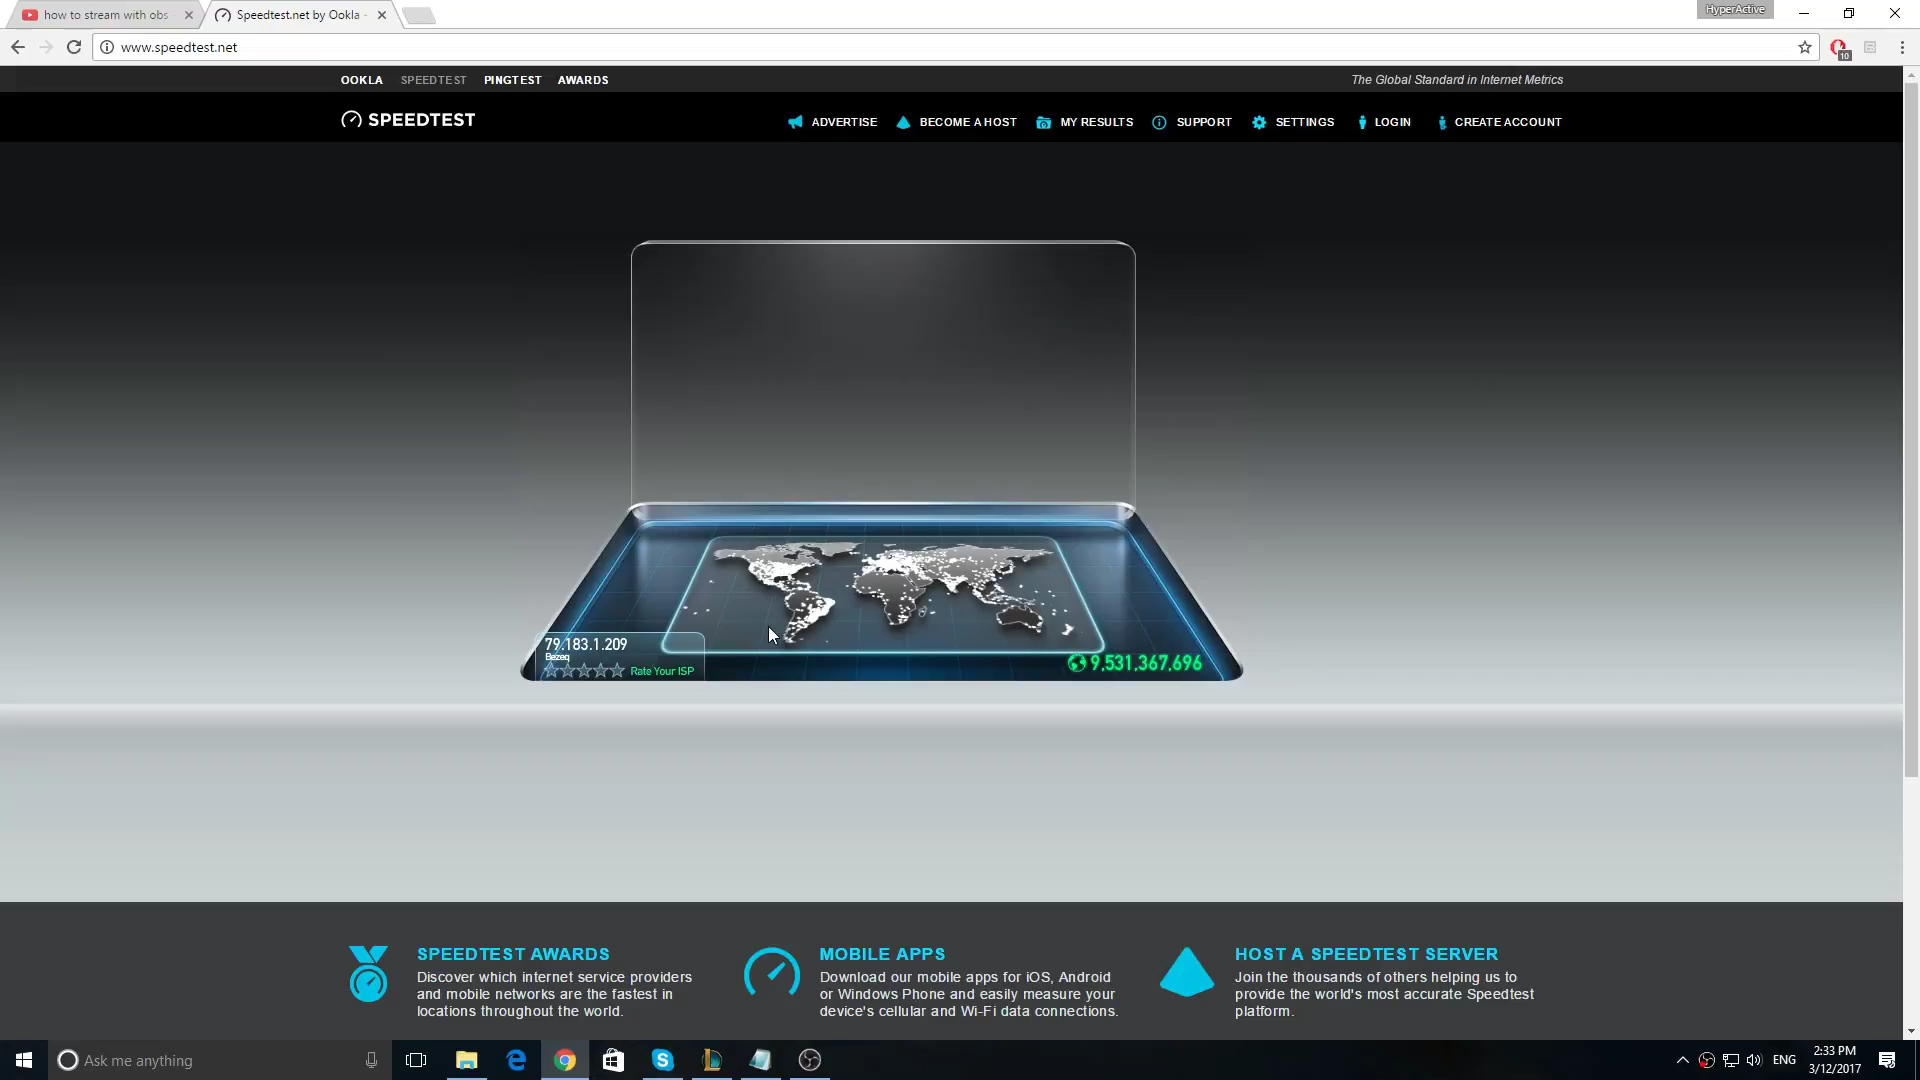 how to stream with obs
Speedtest.net by Ookla -
HyperActive
www.speedtest.net
10
OOKLA SPEEDTEST PINGTEST AWARDS
The Global Standard in Internet Metrics
SPEEDTEST
ADVERTISE BECOME A HOST MY RESULTS SUPPORT SETTINGS LOGIN CREATE ACCOUNT
79.183.1.209
Bezeq
Rate Your ISP
9,531,367,696
SPEEDTEST AWARDS
Discover which internet service providers
and mobile networks are the fastest in
locations throughout the world.
MOBILE APPS
Download our mobile apps for iOS, Android
or Windows Phone and easily measure your
device's cellular and Wi-Fi data connections.
HOST A SPEEDTEST SERVER
Join the thousands of others helping us to
provide the world's most accurate Speedtest
platform.
Ask me anything
ENG
2:33 PM
3/12/2017